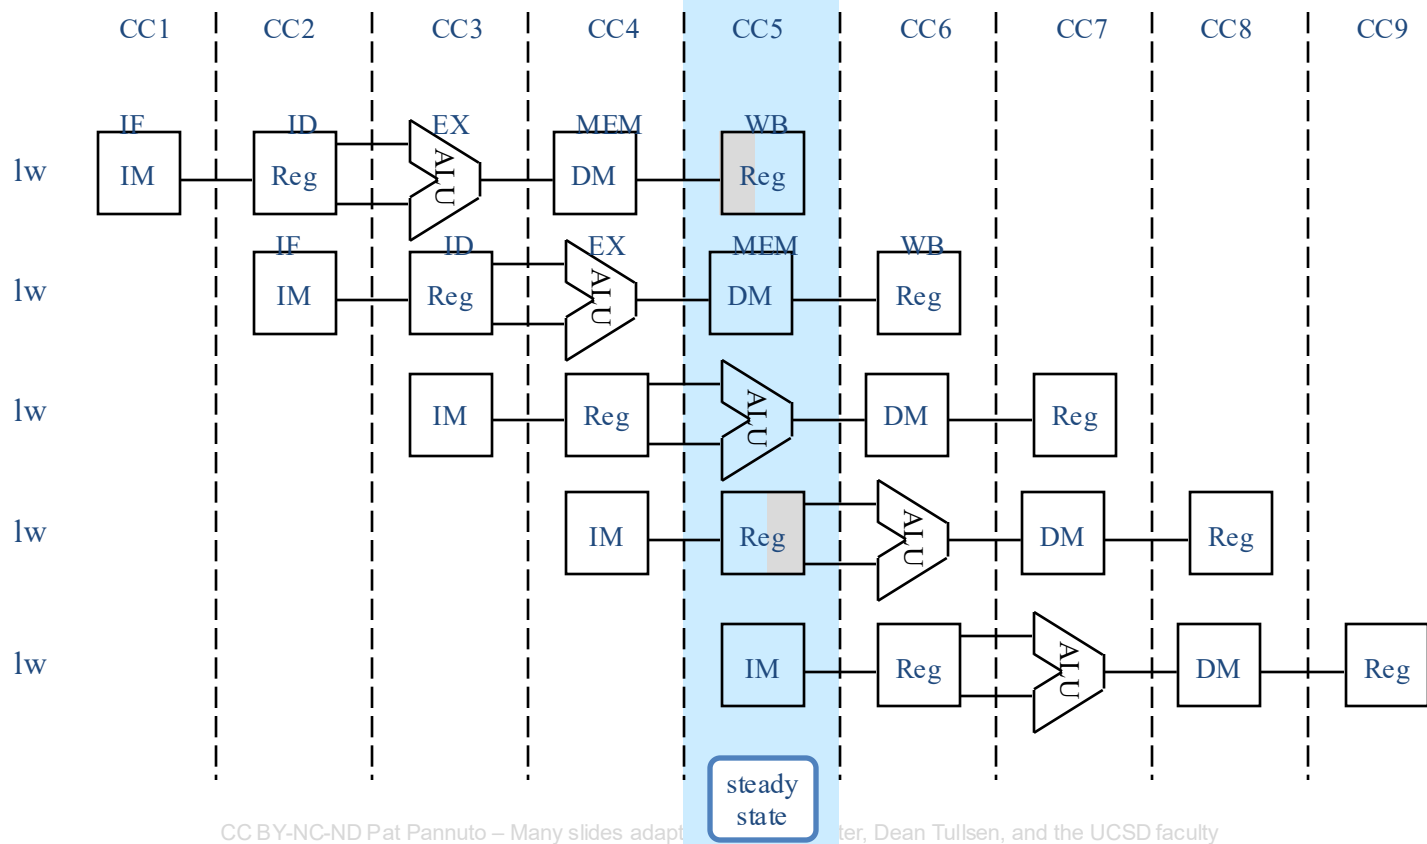 CC1 CC2 CC3 CC4 CC5 CC6 CC7 CC8 CC9
IF ID EX MEM WB
lw IM Reg ALU DM Reg
IF ID EX MEM WB
lw IM Reg ALU DM Reg
lw IM Reg ALU DM Reg
lw IM Reg ALU DM Reg
lw IM Reg ALU DM Reg
steady
state
CC BY-NC-ND Pat Pannuto – Many slides adapt ter, Dean Tullsen, and the UCSD faculty